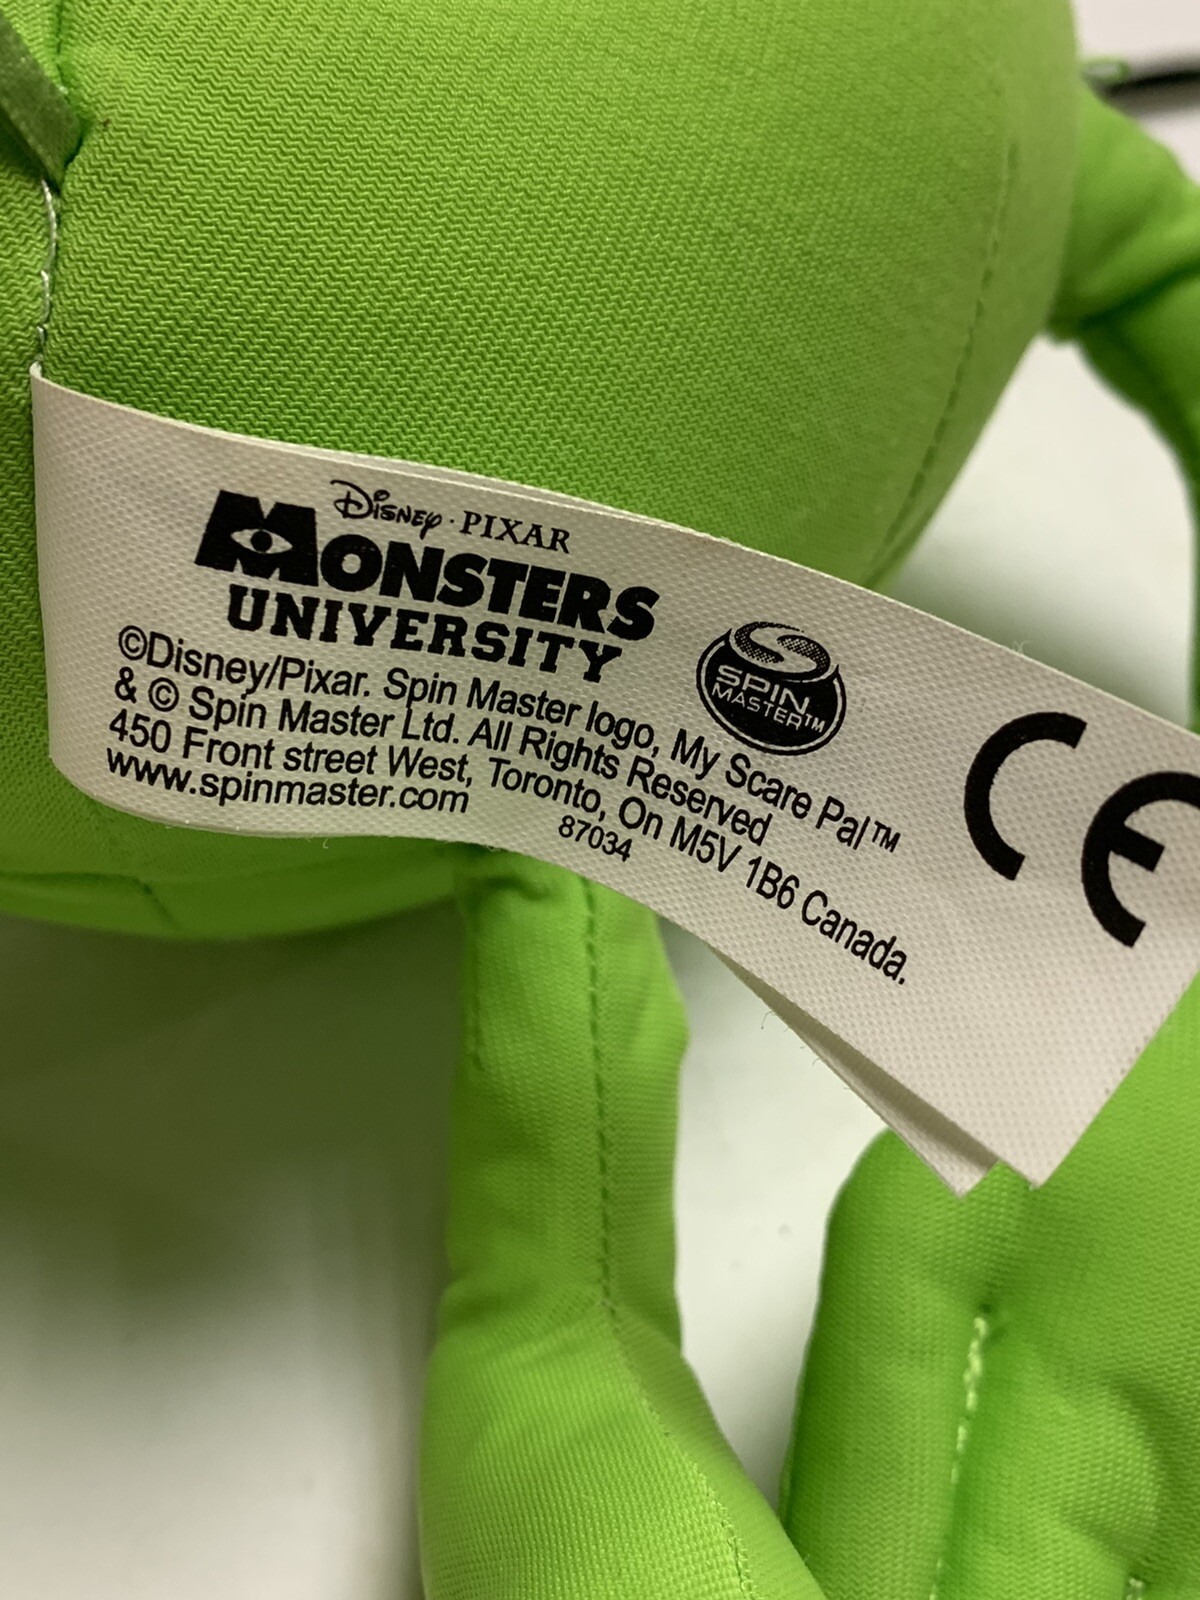 Disney · PIXAR
MONSTERS
UNIVERSITY
SPIN
MASTER™
©Disney/Pixar. Spin Master logo, My Scare Pal™
& © Spin Master Ltd. All Rights Reserved
450 Front street West, Toronto, On M5V 1B6 Canada.
www.spinmaster.com
87034
CE